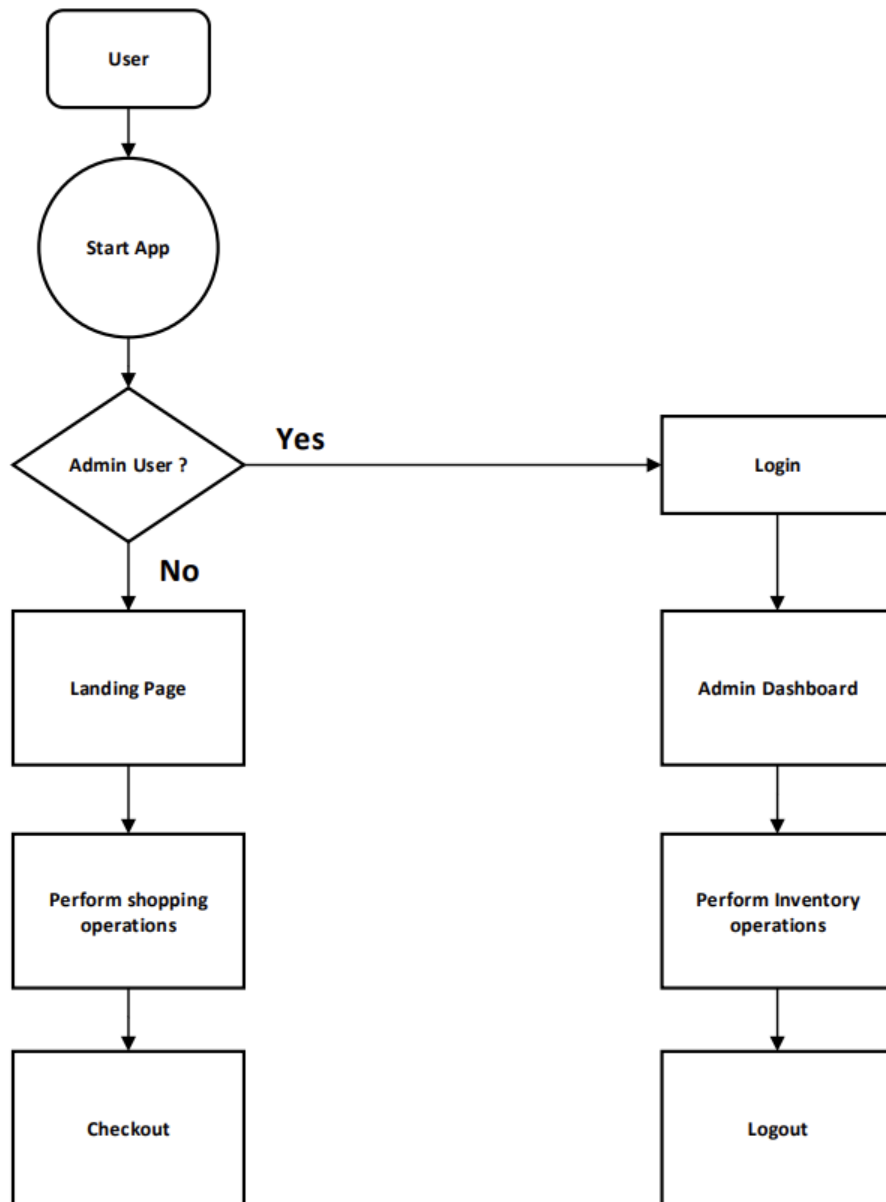 User
Start App
Admin User ?
Yes
Login
No
Landing Page
Admin Dashboard
Perform shopping
operations
Perform Inventory
operations
Checkout
Logout